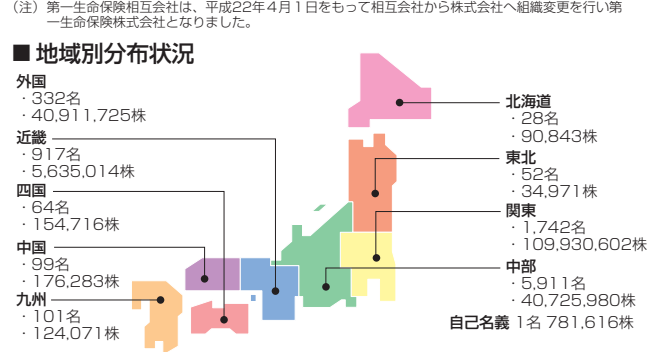 （注）第一生命保険相互会社は、平成22年４月１日をもって相互会社から株式会社へ組織変更を行い第
一生命保険株式会社となりました。
■ 地域別分布状況
外国
・332名
・40,911,725株
近畿
・917名
・5,635,014株
四国
・64名
・154,716株
中国
・99名
・176,283株
九州
・101名
・124,071株
北海道
・28名
・90,843株
東北
・52名
・34,971株
関東
・1,742名
・109,930,602株
中部
・5,911名
・40,725,980株
自己名義 1名 781,616株